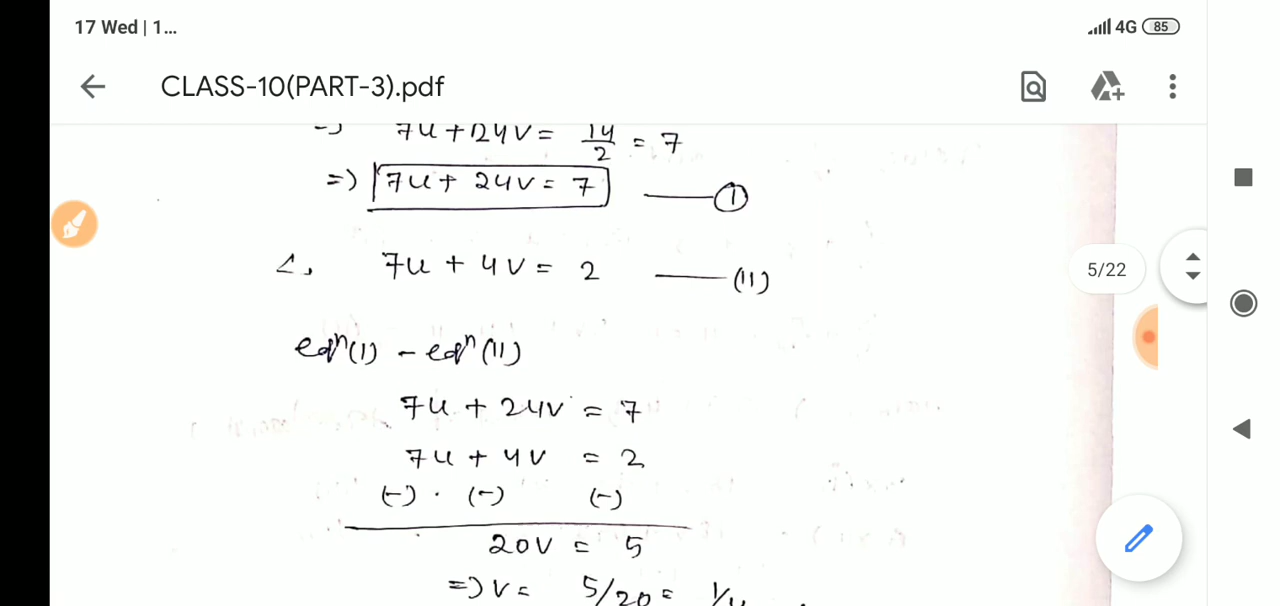 17 Wed | 1...
4G 85
CLASS-10(PART-3).pdf
=) 7u + 24v = 14/2 = 7
=) 7u + 24v = 7 —— (1)
7u + 4v = 2 —— (11)
5/22
eqⁿ(1) - eqⁿ(11)
7u + 24v = 7
7u + 4v = 2
(-) . (-) (-)
20v = 5
=) v = 5/20 = 1/4